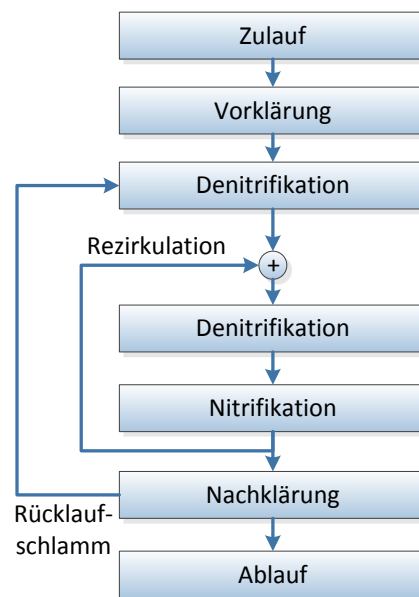 Zulauf
Vorklärung
Denitrifikation
Rezirkulation
+
Denitrifikation
Nitrifikation
Nachklärung
Rücklauf-
schlamm
Ablauf